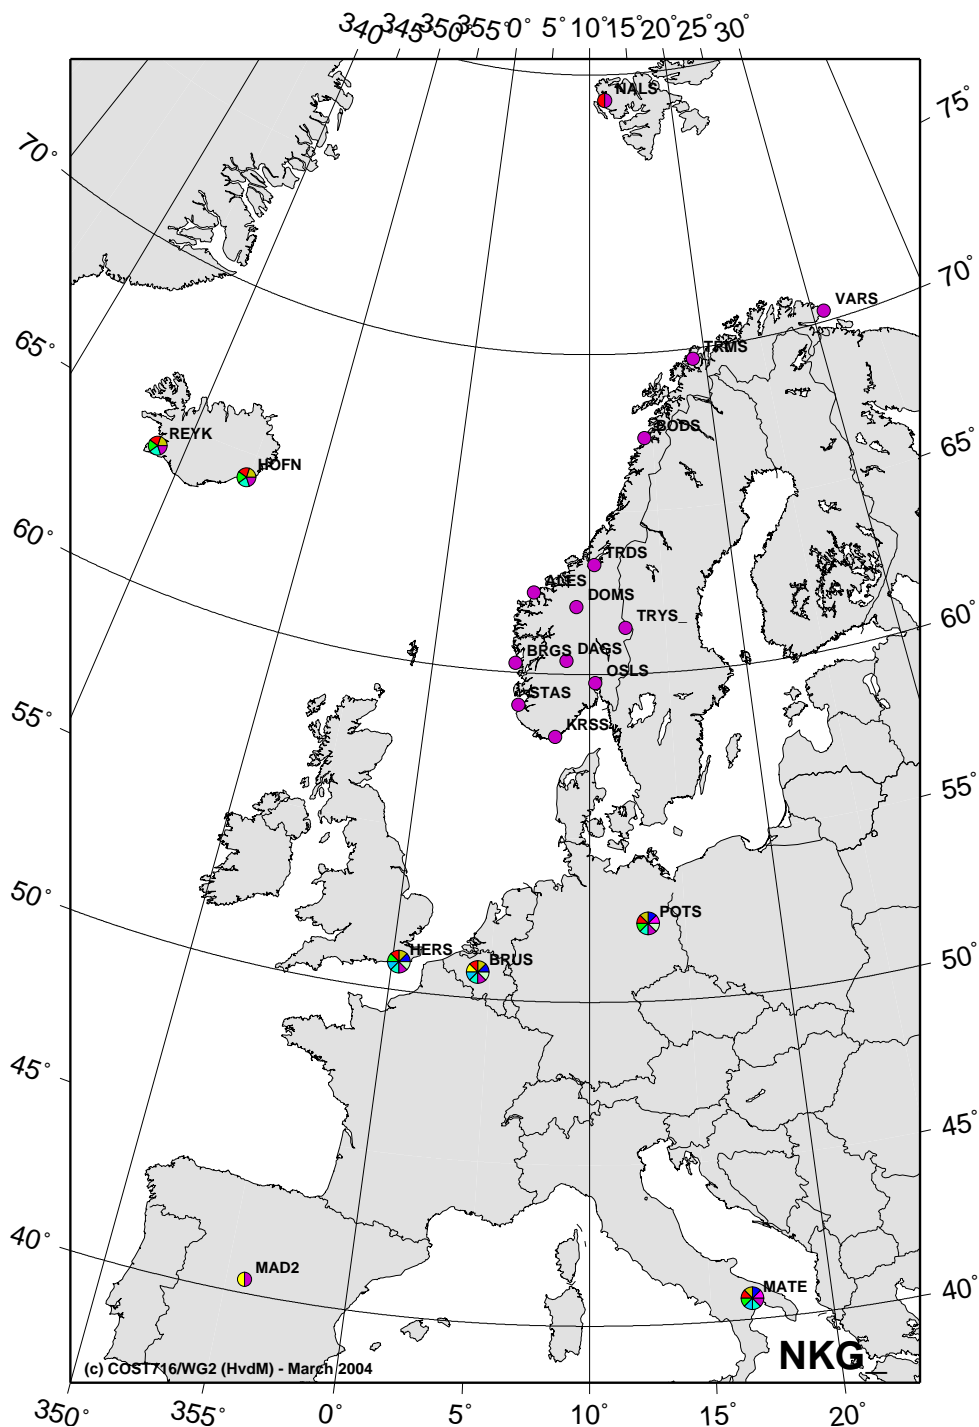 340° 345° 350° 355° 0° 5° 10° 15° 20° 25° 30°
NALS
75°
70°
70°
VARS
TRMS
65°
BODS
REYK
65°
HOFN
60°
TRDS
ALES
DOMS
TRYS_
60°
BRGS
DAGS
OSLS
STAS
KRSS
55°
55°
50°
POTS
HERS
BRUS
50°
45°
45°
40°
MAD2
MATE
40°
NKG_
(c) COST716/WG2 (HvdM) - March 2004
350° 355° 0° 5° 10° 15° 20°